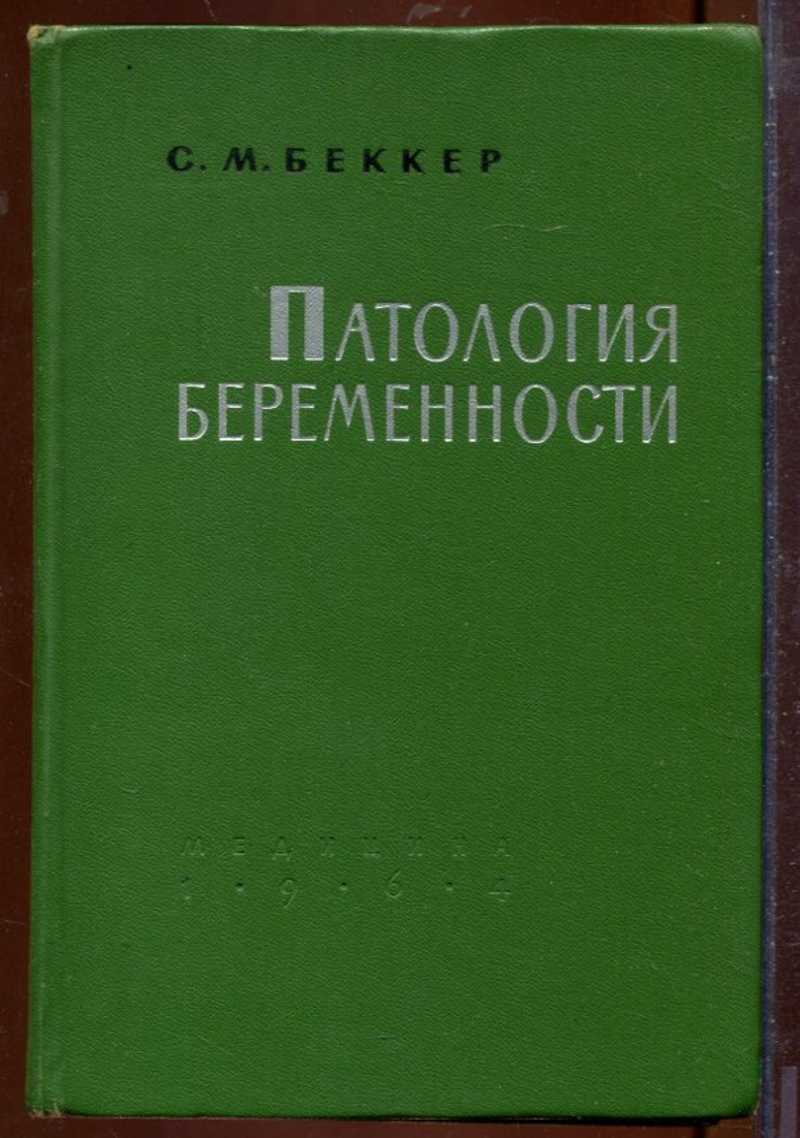 С. М. БЕККЕР
ПАТОЛОГИЯ
БЕРЕМЕННОСТИ
МЕДИЦИНА
1·9·6·4